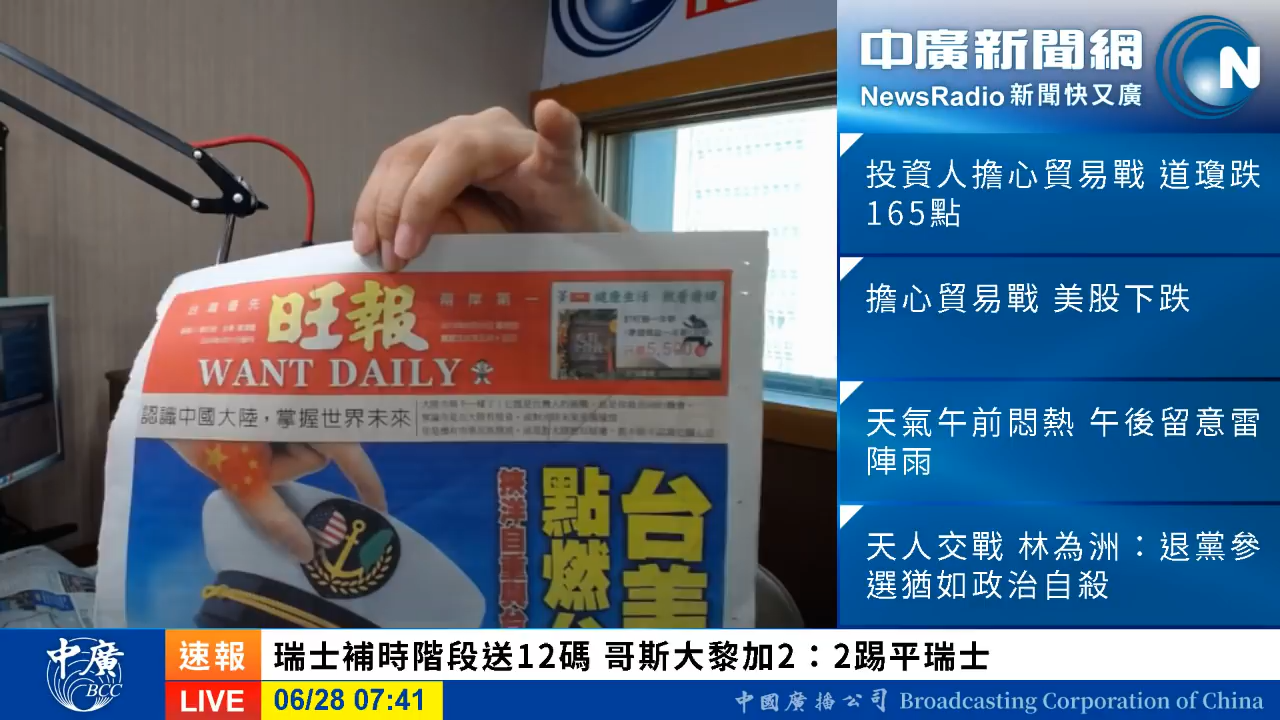 中廣新聞網
NewsRadio 新聞快又廣
N
投資人擔心貿易戰 道瓊跌
165點
擔心貿易戰 美股下跌
天氣午前悶熱 午後留意雷
陣雨
天人交戰 林為洲：退黨參
選猶如政治自殺
兩岸第一
旺報
WANT DAILY
健康生活
5,500
認識中國大陸，掌握世界未來
台美
點燃
中廣
BCC
速報
瑞士補時階段送12碼 哥斯大黎加2：2踢平瑞士
LIVE
06/28 07:41
中國廣播公司 Broadcasting Corporation of China